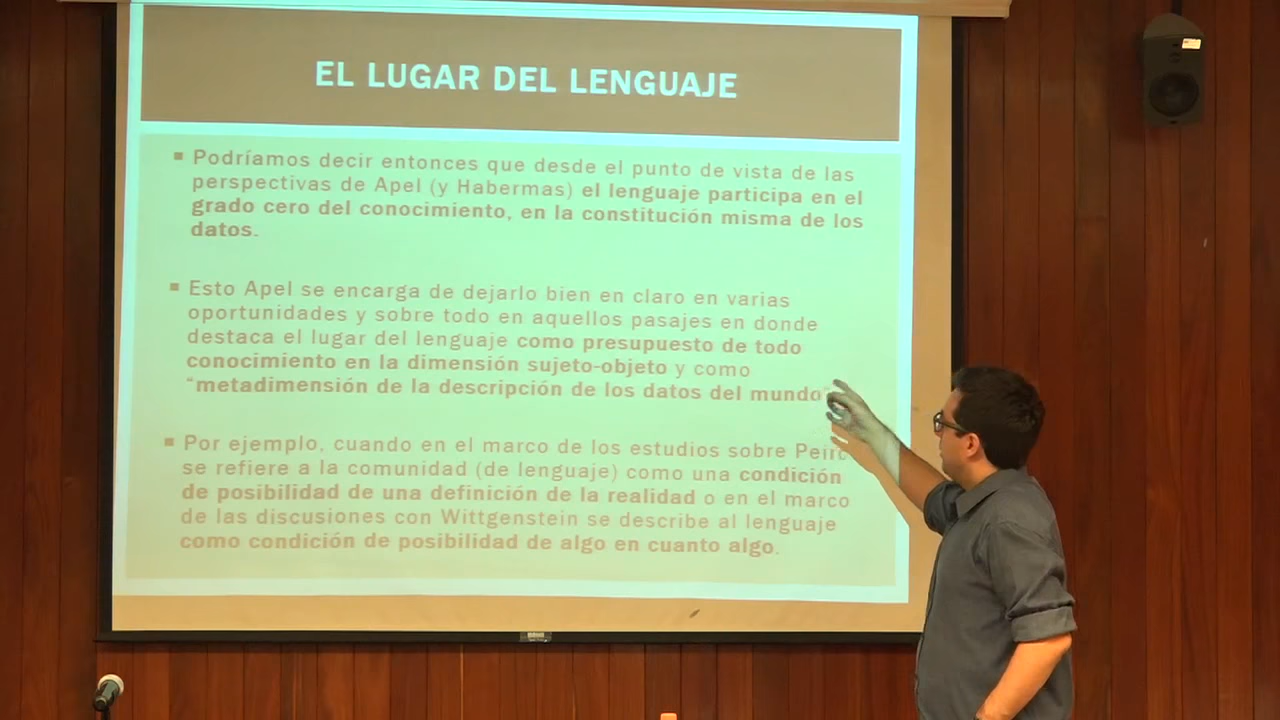 EL LUGAR DEL LENGUAJE
▪ Podríamos decir entonces que desde el punto de vista de las
perspectivas de Apel (y Habermas) el lenguaje participa en el
grado cero del conocimiento, en la constitución misma de los
datos.
▪ Esto Apel se encarga de dejarlo bien en claro en varias
oportunidades y sobre todo en aquellos pasajes en donde
destaca el lugar del lenguaje como presupuesto de todo
conocimiento en la dimensión sujeto-objeto y como
“metadimensión de la descripción de los datos del mundo”
▪ Por ejemplo, cuando en el marco de los estudios sobre
se refiere a la comunidad (de lenguaje) como una condición
de posibilidad de una definición de la realidad o en el marco
de las discusiones con Wittgenstein se describe al lenguaje
como condición de posibilidad de algo en cuanto algo.